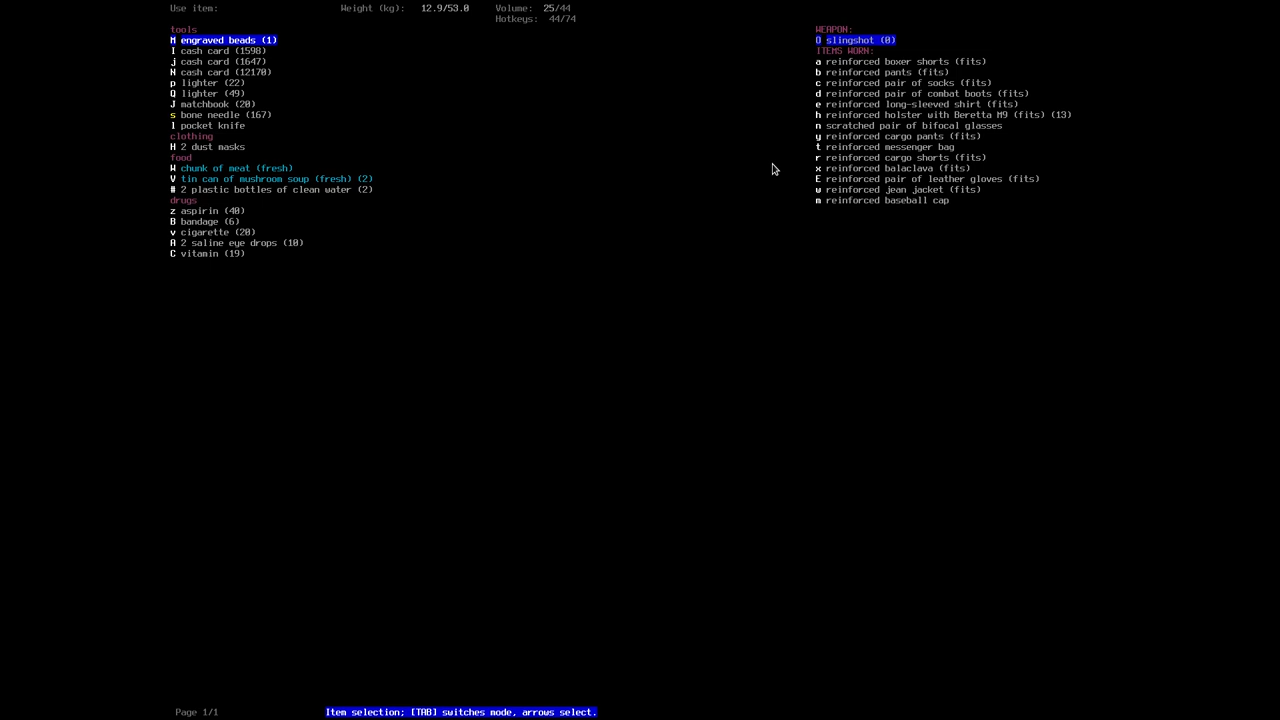 Use item: Weight (kg): 12.9/53.0 Volume: 25/44
Hotkeys: 44/74
tools
M engraved beads (1)
I cash card (1598)
j cash card (1647)
N cash card (12170)
p lighter (22)
Q lighter (49)
J matchbook (20)
s bone needle (167)
l pocket knife
clothing
H 2 dust masks
food
W chunk of meat (fresh)
V tin can of mushroom soup (fresh) (2)
# 2 plastic bottles of clean water (2)
drugs
z aspirin (40)
B bandage (6)
v cigarette (20)
A 2 saline eye drops (10)
C vitamin (19)
WEAPON:
O slingshot (0)
ITEMS WORN:
a reinforced boxer shorts (fits)
b reinforced pants (fits)
c reinforced pair of socks (fits)
d reinforced pair of combat boots (fits)
e reinforced long-sleeved shirt (fits)
h reinforced holster with Beretta M9 (fits) (13)
n scratched pair of bifocal glasses
y reinforced cargo pants (fits)
t reinforced messenger bag
r reinforced cargo shorts (fits)
x reinforced balaclava (fits)
E reinforced pair of leather gloves (fits)
w reinforced jean jacket (fits)
m reinforced baseball cap
Page 1/1 Item selection; [TAB] switches mode, arrows select.